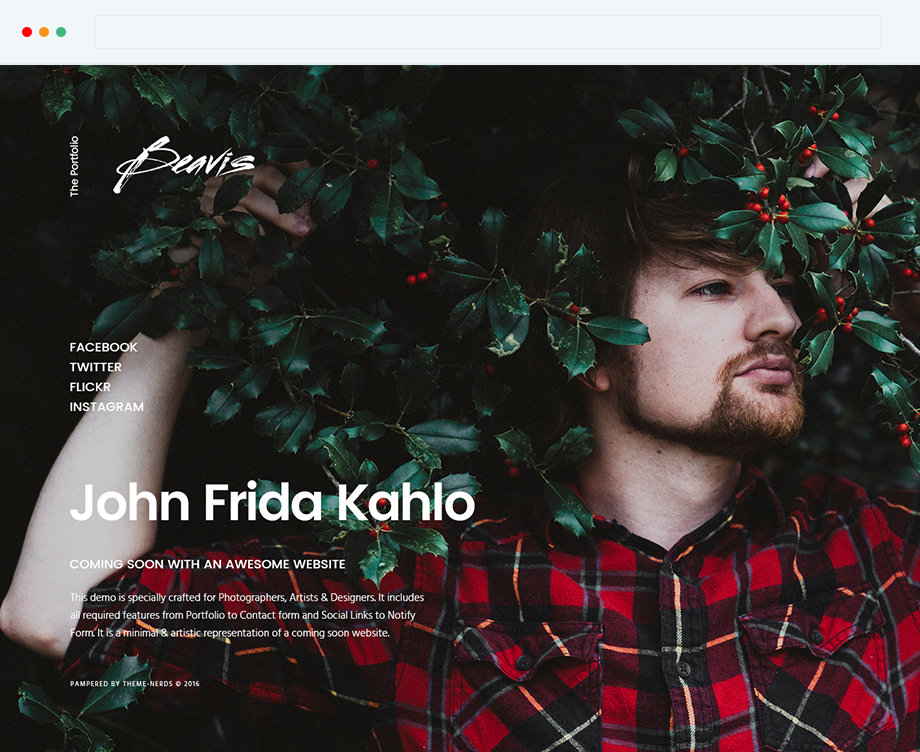 The Portfolio
Beavis
FACEBOOK
TWITTER
FLICKR
INSTAGRAM
John Frida Kahlo
COMING SOON WITH AN AWESOME WEBSITE
This demo is specially crafted for Photographers, Artists & Designers. It includes
all required features from Portfolio to Contact form and Social Links to Notify
Form. It is a minimal & artistic representation of a coming soon website.
PAMPERED BY THEME-NERDS © 2016